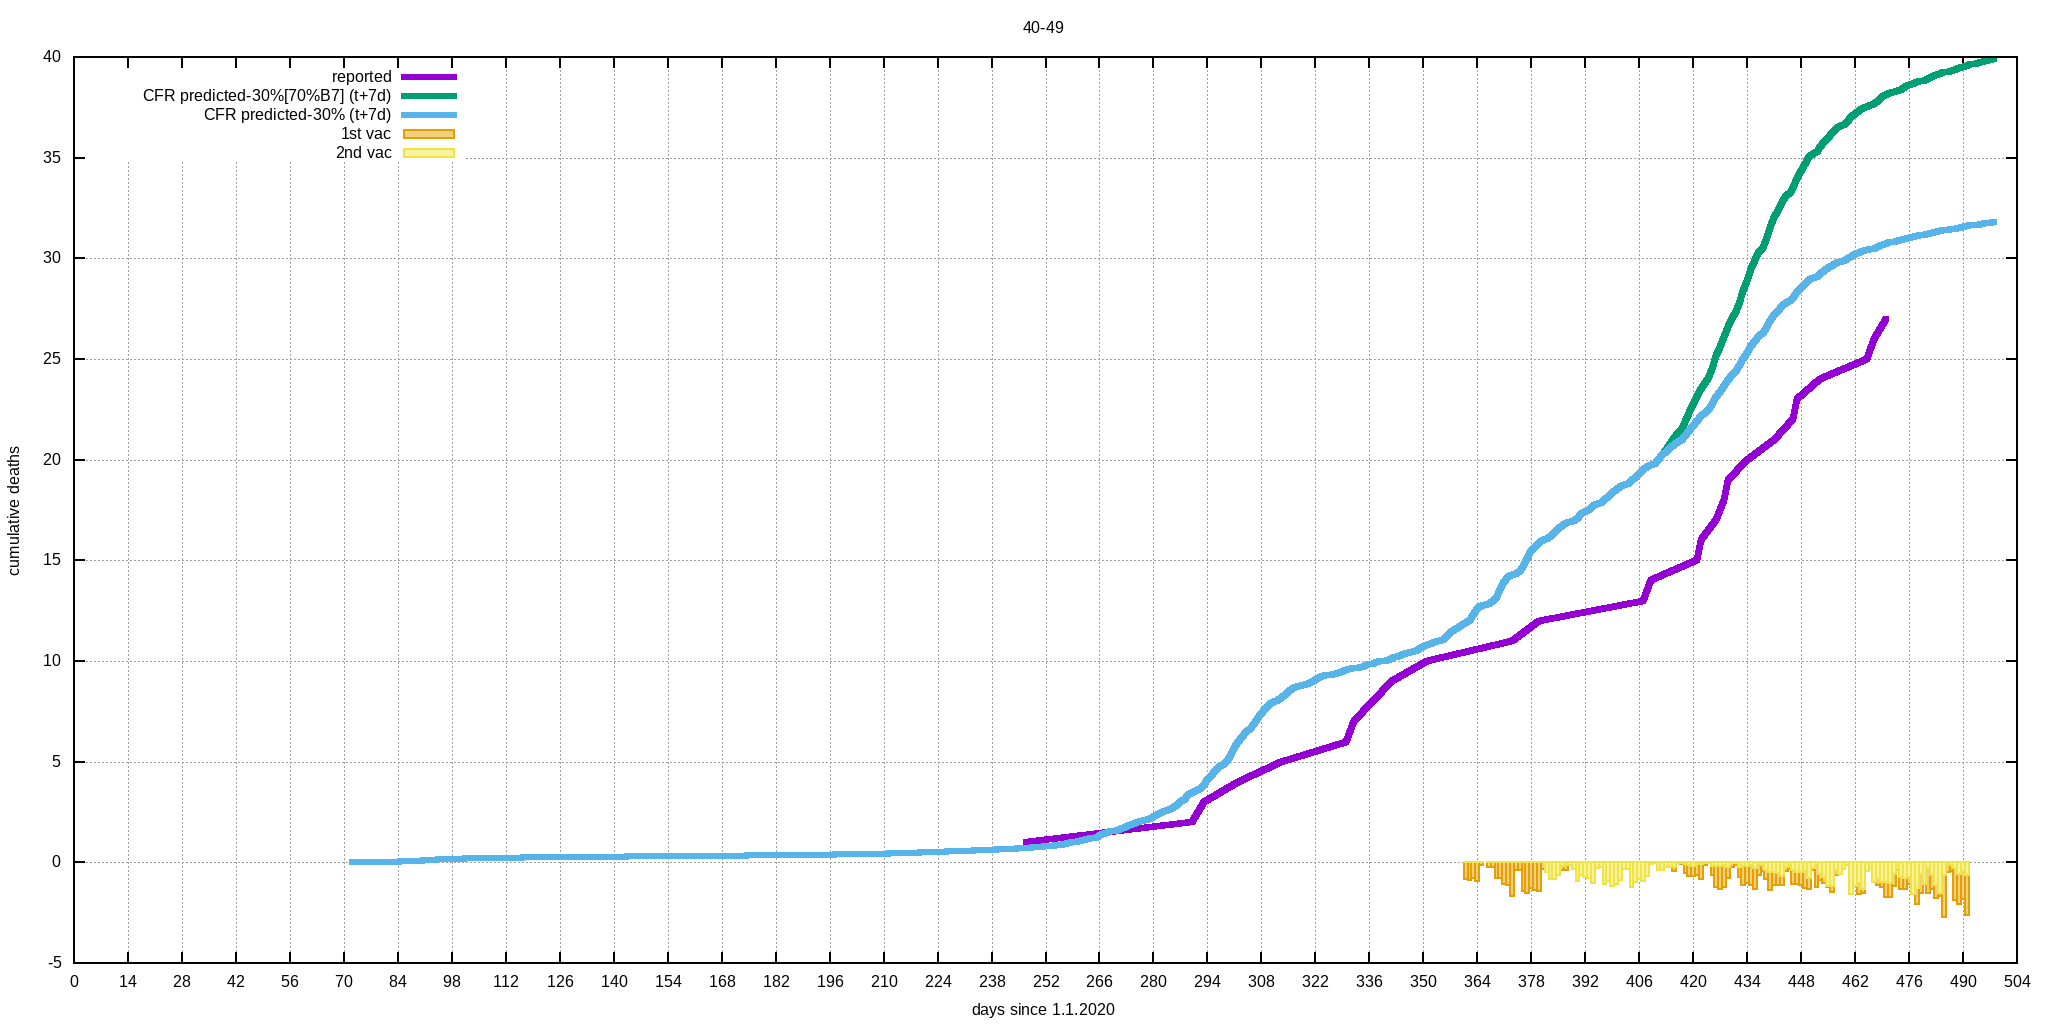 40-49
reported
CFR predicted-30%[70%B7] (t+7d)
CFR predicted-30% (t+7d)
1st vac
2nd vac
40
35
30
25
20
15
10
5
0
-5
cumulative deaths
0 14 28 42 56 70 84 98 112 126 140 154 168 182 196 210 224 238 252 266 280 294 308 322 336 350 364 378 392 406 420 434 448 462 476 490 504
days since 1.1.2020